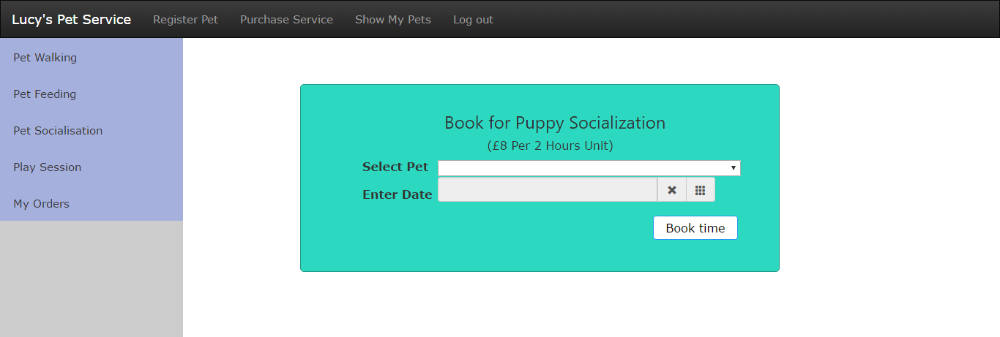 Lucy's Pet Service Register Pet Purchase Service Show My Pets Log out
Pet Walking
Pet Feeding
Pet Socialisation
Play Session
My Orders
Book for Puppy Socialization
(£8 Per 2 Hours Unit)
Select Pet
Enter Date
Book time